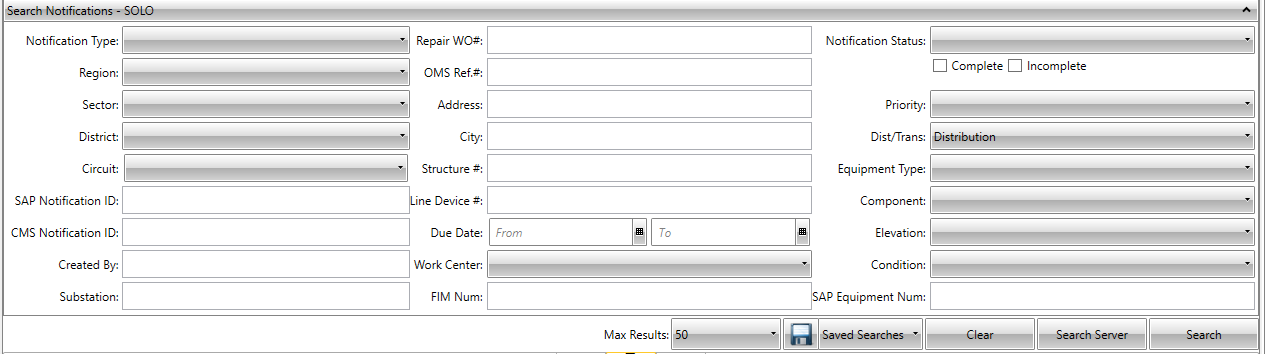 Search Notifications - SOLO
Notification Type: Repair WO#: Notification Status:
Region: OMS Ref.#: Complete Incomplete
Sector: Address: Priority:
District: City: Dist/Trans: Distribution
Circuit: Structure #: Equipment Type:
SAP Notification ID: Line Device #: Component:
CMS Notification ID: Due Date: From To Elevation:
Created By: Work Center: Condition:
Substation: FIM Num: SAP Equipment Num:
Max Results: 50 Saved Searches Clear Search Server Search